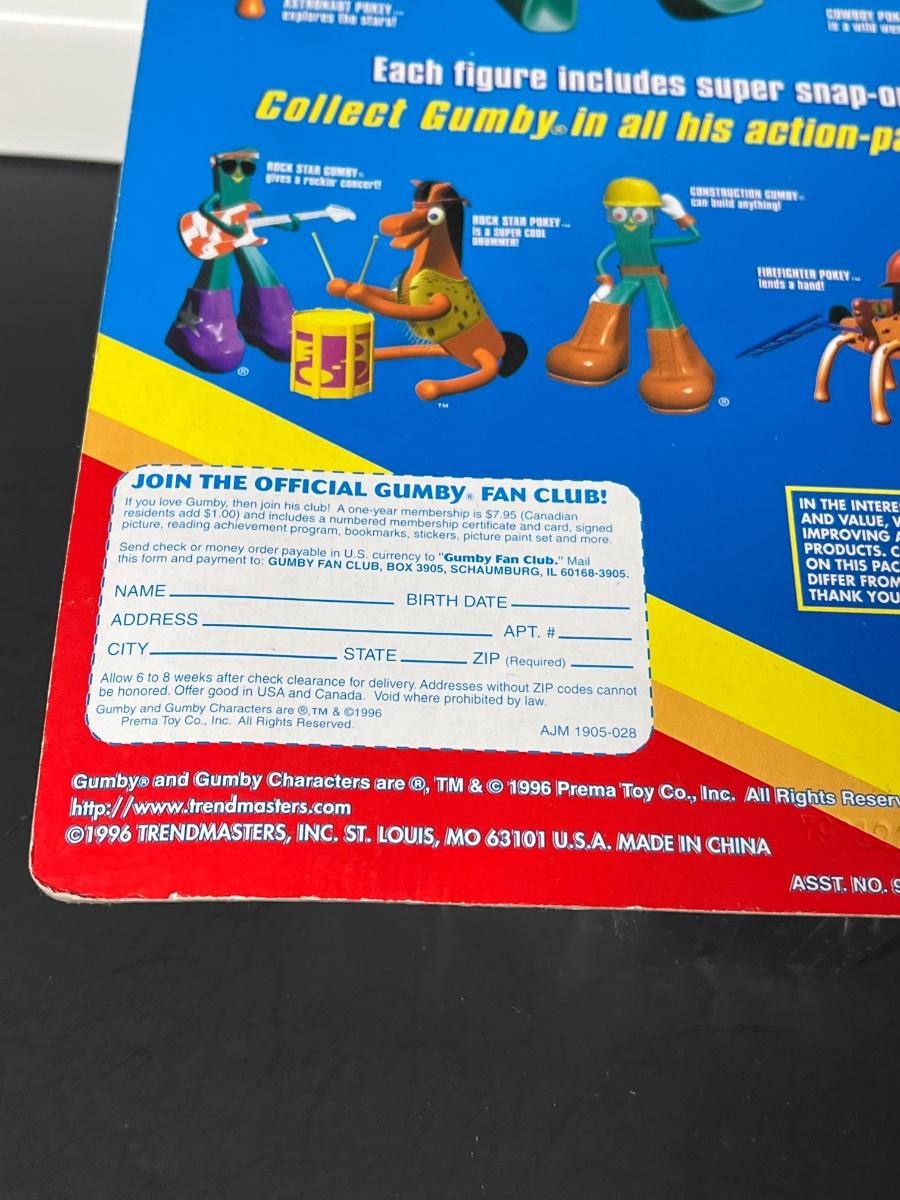 ASTRONAUT POKEY™
explores the stars!
COWBOY
is a wild
Each figure includes super
Collect Gumby® in all his
ROCK STAR GUMBY®
gives a rockin' concert!
ROCK STAR POKEY™
IS A SUPER COOL
DRUMMER!
CONSTRUCTION GUMBY®
can build anything!
FIREFIGHTER POKEY™
lends a hand!
®
™
®
JOIN THE OFFICIAL GUMBY® FAN CLUB!
If you love Gumby, then join his club! A one-year membership is $7.95 (Canadian
residents add $1.00) and includes a numbered membership certificate and card, signed
picture, reading achievement program, bookmarks, stickers, picture paint set and more.
Send check or money order payable in U.S. currency to "Gumby Fan Club." Mail
this form and payment to: GUMBY FAN CLUB, BOX 3905, SCHAUMBURG, IL 60168-3905.
NAME BIRTH DATE
ADDRESS APT. #
CITY STATE ZIP (Required)
Allow 6 to 8 weeks after check clearance for delivery. Addresses without ZIP codes cannot
be honored. Offer good in USA and Canada. Void where prohibited by law.
Gumby and Gumby Characters are ®,TM & ©1996
Prema Toy Co., Inc. All Rights Reserved.
AJM 1905-028
IN THE
AND VALUE,
IMPROVING
PRODUCTS.
ON THIS
DIFFER FROM
THANK YOU
Gumby® and Gumby Characters are ®, TM & © 1996 Prema Toy Co., Inc. All Rights
http://www.trendmasters.com
©1996 TRENDMASTERS, INC. ST. LOUIS, MO 63101 U.S.A. MADE IN CHINA
ASST. NO.